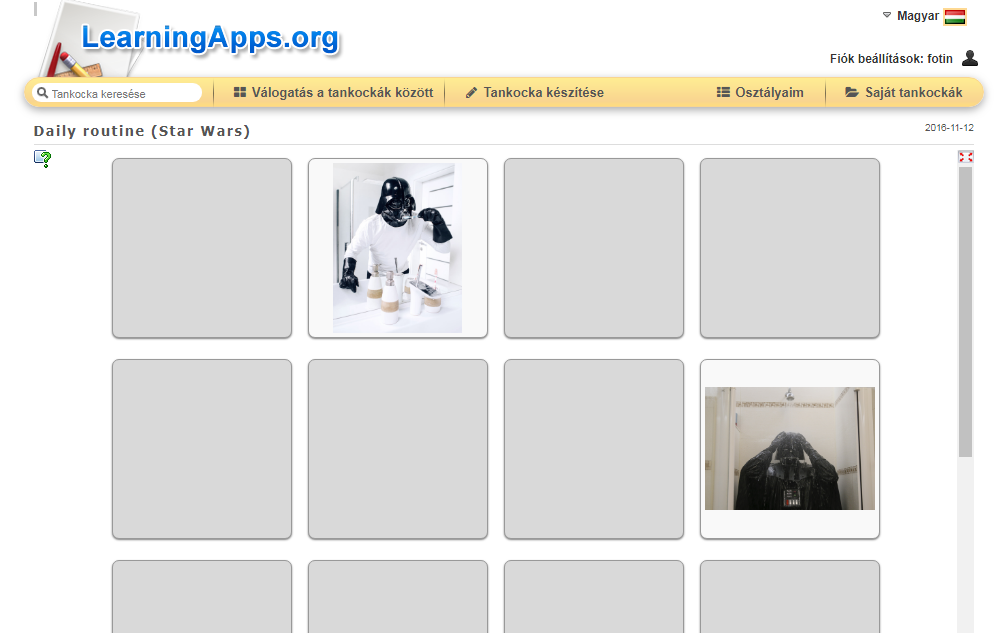 LearningApps.org
Magyar
Fiók beállítások: fotin
Tankocka keresése
Válogatás a tankockák között
Tankocka készítése
Osztályaim
Saját tankockák
Daily routine (Star Wars)
2016-11-12